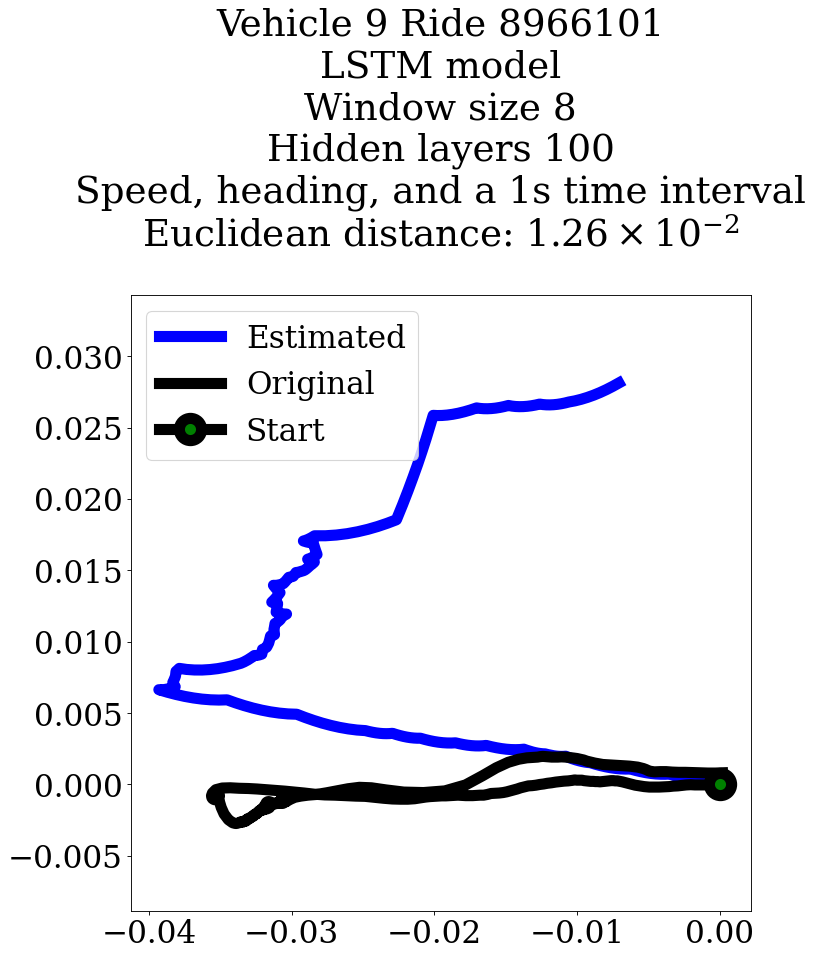 Vehicle 9 Ride 8966101
LSTM model
Window size 8
Hidden layers 100
Speed, heading, and a 1s time interval
Euclidean distance: 1.26 × 10⁻²
Estimated
Original
Start
0.030
0.025
0.020
0.015
0.010
0.005
0.000
−0.005
−0.04 −0.03 −0.02 −0.01 0.00